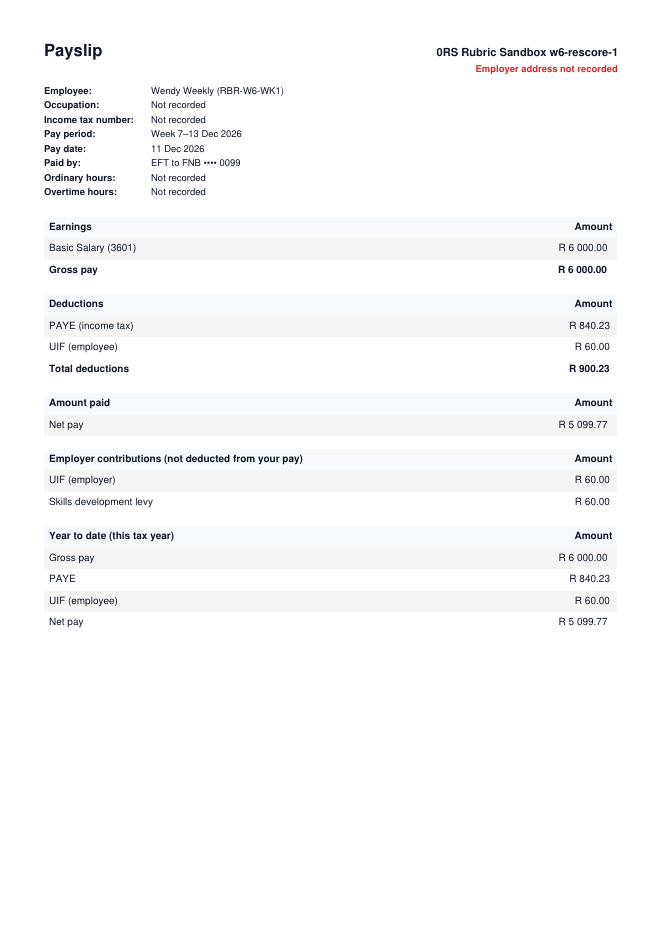 Payslip
0RS Rubric Sandbox w6-rescore-1
Employer address not recorded
Employee: Wendy Weekly (RBR-W6-WK1)
Occupation: Not recorded
Income tax number: Not recorded
Pay period: Week 7–13 Dec 2026
Pay date: 11 Dec 2026
Paid by: EFT to FNB •••• 0099
Ordinary hours: Not recorded
Overtime hours: Not recorded
Earnings Amount
Basic Salary (3601) R 6 000.00
Gross pay R 6 000.00
Deductions Amount
PAYE (income tax) R 840.23
UIF (employee) R 60.00
Total deductions R 900.23
Amount paid Amount
Net pay R 5 099.77
Employer contributions (not deducted from your pay) Amount
UIF (employer) R 60.00
Skills development levy R 60.00
Year to date (this tax year) Amount
Gross pay R 6 000.00
PAYE R 840.23
UIF (employee) R 60.00
Net pay R 5 099.77